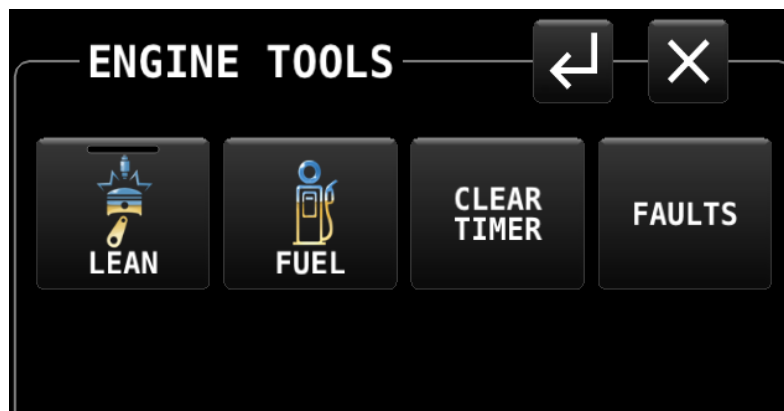 ENGINE TOOLS
LEAN
FUEL
CLEAR
TIMER
FAULTS